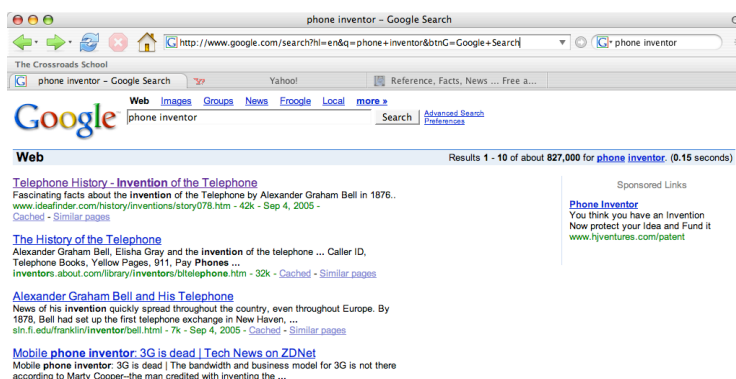 phone inventor – Google Search
http://www.google.com/search?hl=en&q=phone+inventor&btnG=Google+Search
phone inventor
The Crossroads School
phone inventor – Google Search
Yahoo!
Reference, Facts, News ... Free a...
Google
Web Images Groups News Froogle Local more »
phone inventor
Search
Advanced Search
Preferences
Web
Results 1 - 10 of about 827,000 for phone inventor. (0.15 seconds)
Telephone History - Invention of the Telephone
Fascinating facts about the invention of the Telephone by Alexander Graham Bell in 1876..
www.ideafinder.com/history/inventions/story078.htm - 42k - Sep 4, 2005 -
Cached - Similar pages
The History of the Telephone
Alexander Graham Bell, Elisha Gray and the invention of the telephone ... Caller ID,
Telephone Books, Yellow Pages, 911, Pay Phones ...
inventors.about.com/library/inventors/bltelephone.htm - 32k - Cached - Similar pages
Alexander Graham Bell and His Telephone
News of his invention quickly spread throughout the country, even throughout Europe. By
1878, Bell had set up the first telephone exchange in New Haven, ...
sln.fi.edu/franklin/inventor/bell.html - 7k - Sep 4, 2005 - Cached - Similar pages
Mobile phone inventor: 3G is dead | Tech News on ZDNet
Mobile phone inventor: 3G is dead | The bandwidth and business model for 3G is not there
according to Marty Cooper--the man credited with inventing the ...
Sponsored Links
Phone Inventor
You think you have an Invention
Now protect your Idea and Fund it
www.hjventures.com/patent